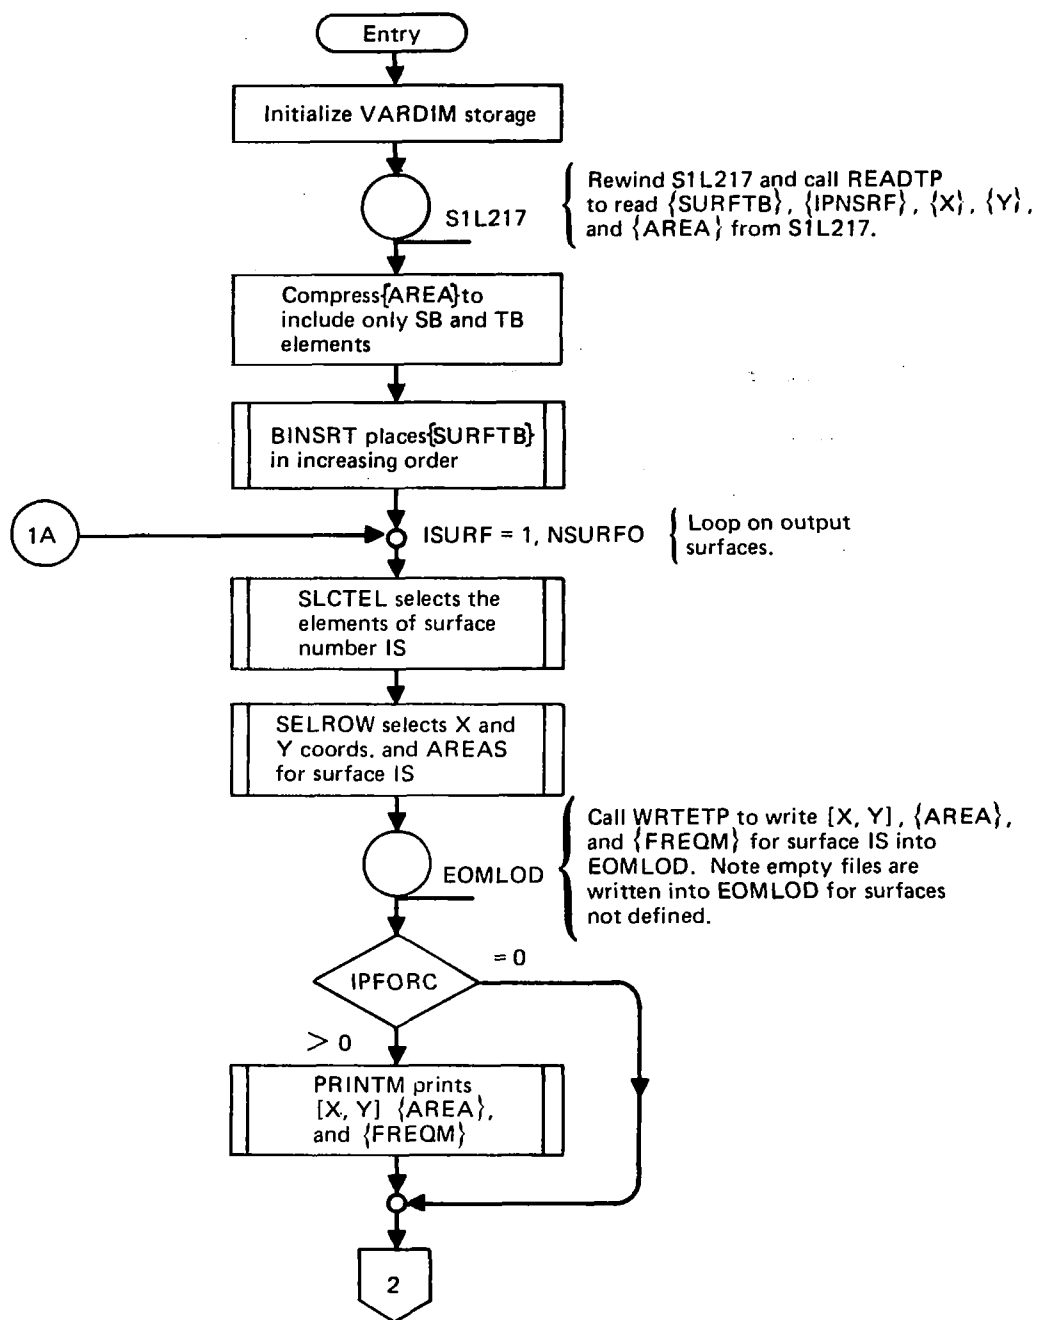 Entry
Initialize VARDIM storage
S1L217
Rewind S1L217 and call READTP
to read {SURFTB}, {IPNSRF}, {X}, {Y},
and {AREA} from S1L217.
Compress{AREA}to
include only SB and TB
elements
BINSRT places{SURFTB}
in increasing order
1A
ISURF = 1, NSURFO
Loop on output
surfaces.
SLCTEL selects the
elements of surface
number IS
SELROW selects X and
Y coords. and AREAS
for surface IS
EOMLOD
Call WRTETP to write [X, Y], {AREA},
and {FREQM} for surface IS into
EOMLOD. Note empty files are
written into EOMLOD for surfaces
not defined.
IPFORC
= 0
> 0
PRINTM prints
[X, Y] {AREA},
and {FREQM}
2